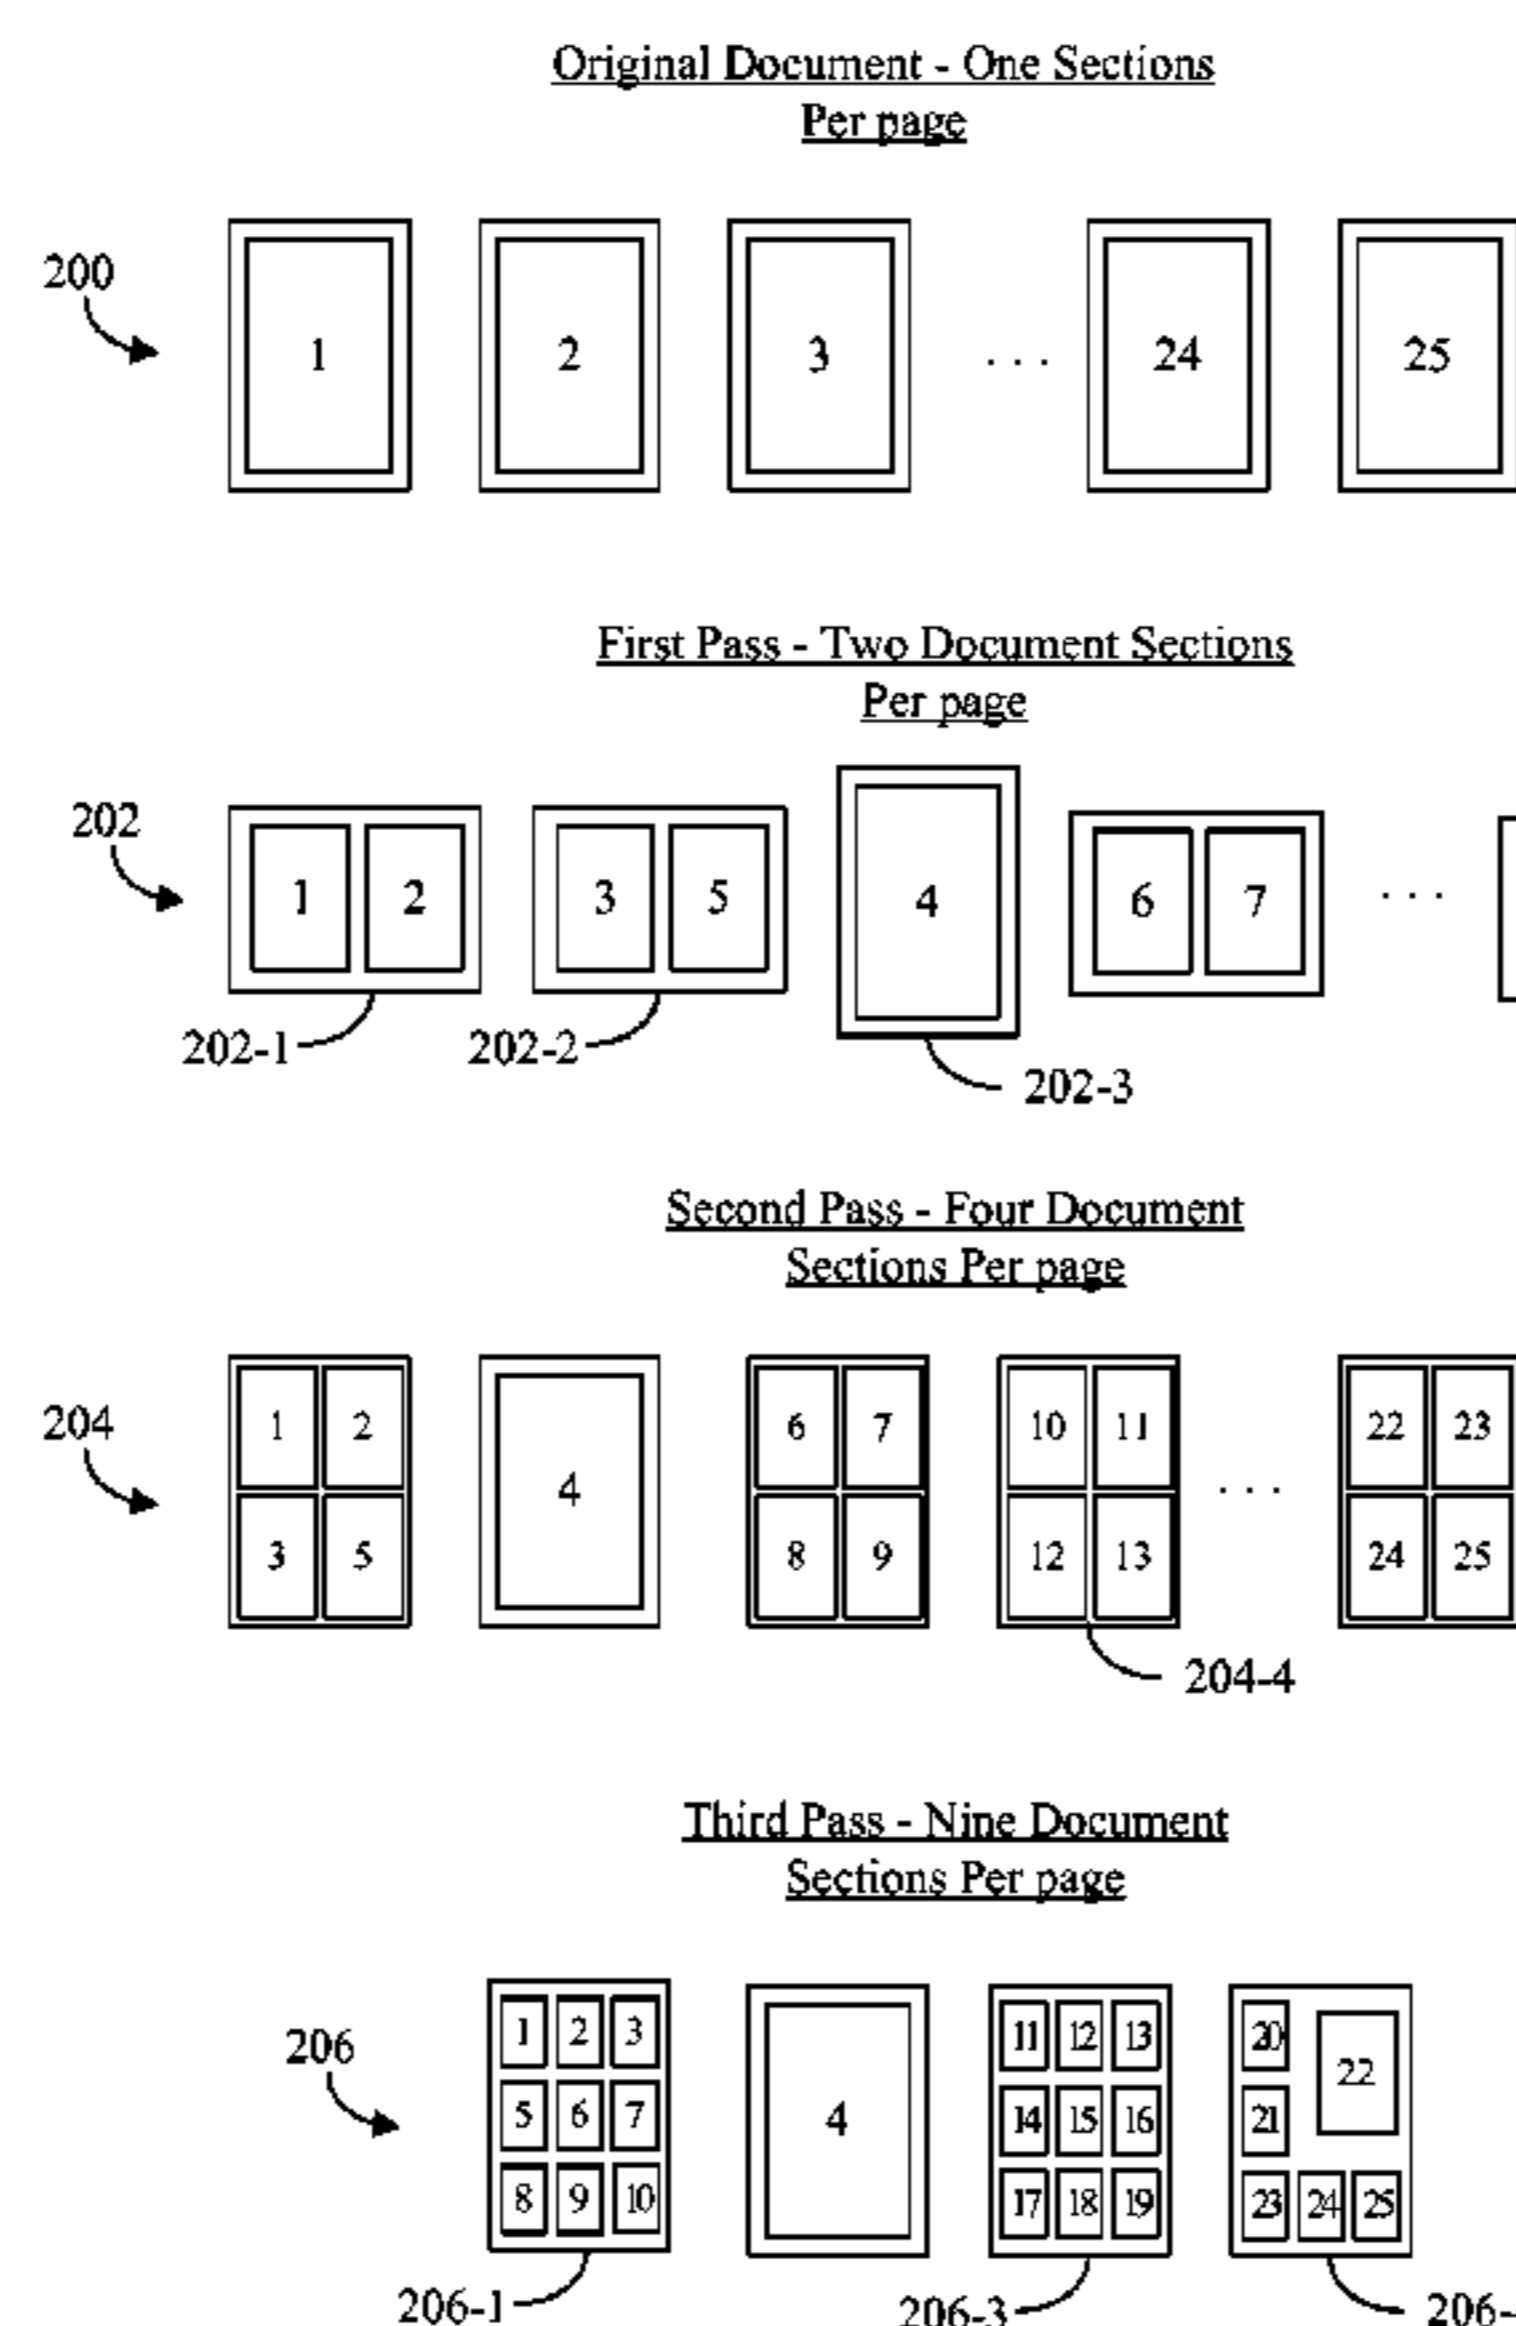 Original Document - One Sections
Per page
200
1 2 3 . . . 24 25
First Pass - Two Document Sections
Per page
202
1 2 3 5 4 6 7 . . .
202-1 202-2
202-3
Second Pass - Four Document
Sections Per page
204
1 2 4 6 7 10 11 . . . 22 23
3 5 8 9 12 13 24 25
204-4
Third Pass - Nine Document
Sections Per page
206
1 2 3 4 11 12 13 20 22
5 6 7 14 15 16 21
8 9 10 17 18 19 23 24 25
206-1 206-3